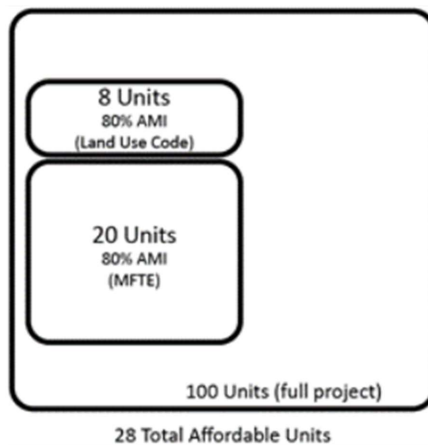 8 Units
80% AMI
(Land Use Code)
20 Units
80% AMI
(MFTE)
100 Units (full project)
28 Total Affordable Units